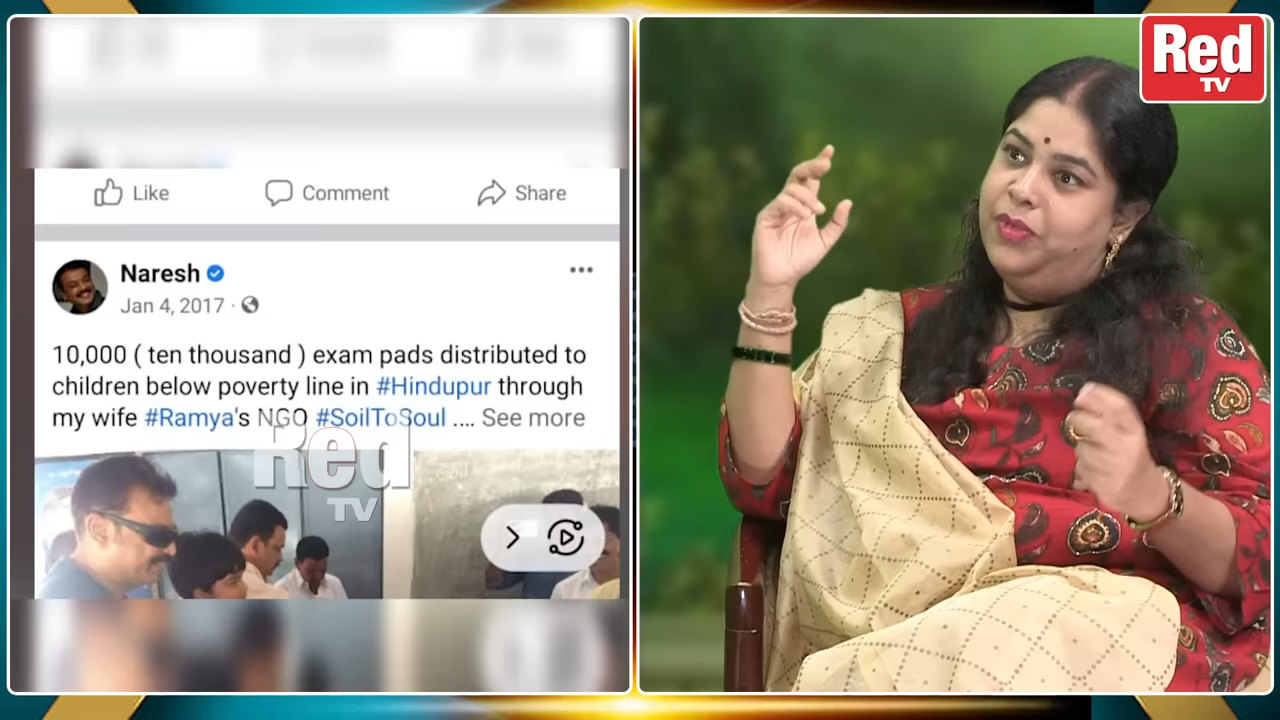 Like Comment Share
Naresh
Jan 4, 2017 ·
10,000 ( ten thousand ) exam pads distributed to
children below poverty line in #Hindupur through
my wife #Ramya's NGO #SoilToSoul .... See more
Red
TV
Red
TV